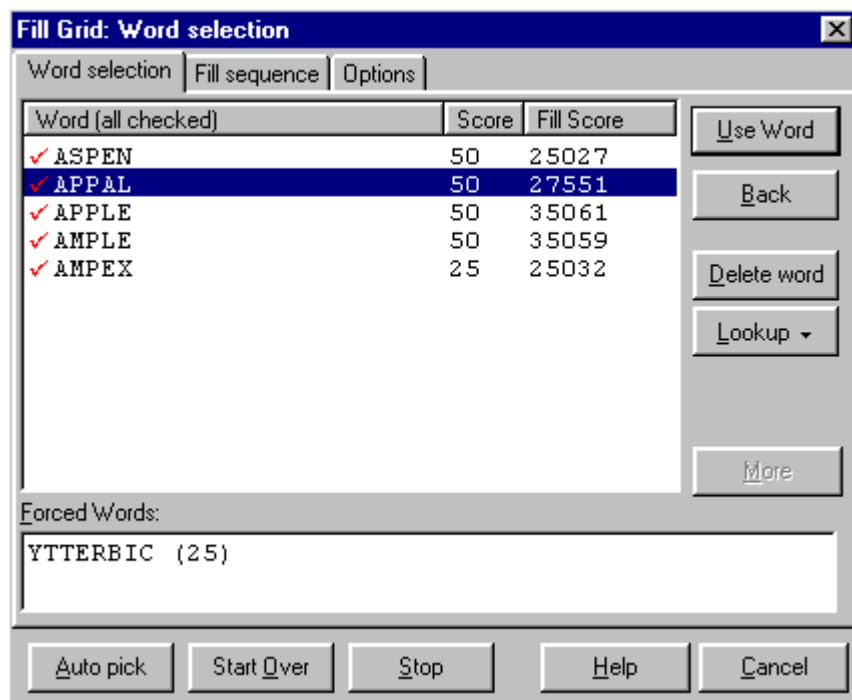 Fill Grid: Word selection
Word selection Fill sequence Options
Word (all checked) Score Fill Score
ASPEN 50 25027
APPAL 50 27551
APPLE 50 35061
AMPLE 50 35059
AMPEX 25 25032
Use Word
Back
Delete word
Lookup
More
Forced Words:
YTTERBIC (25)
Auto pick Start Over Stop Help Cancel